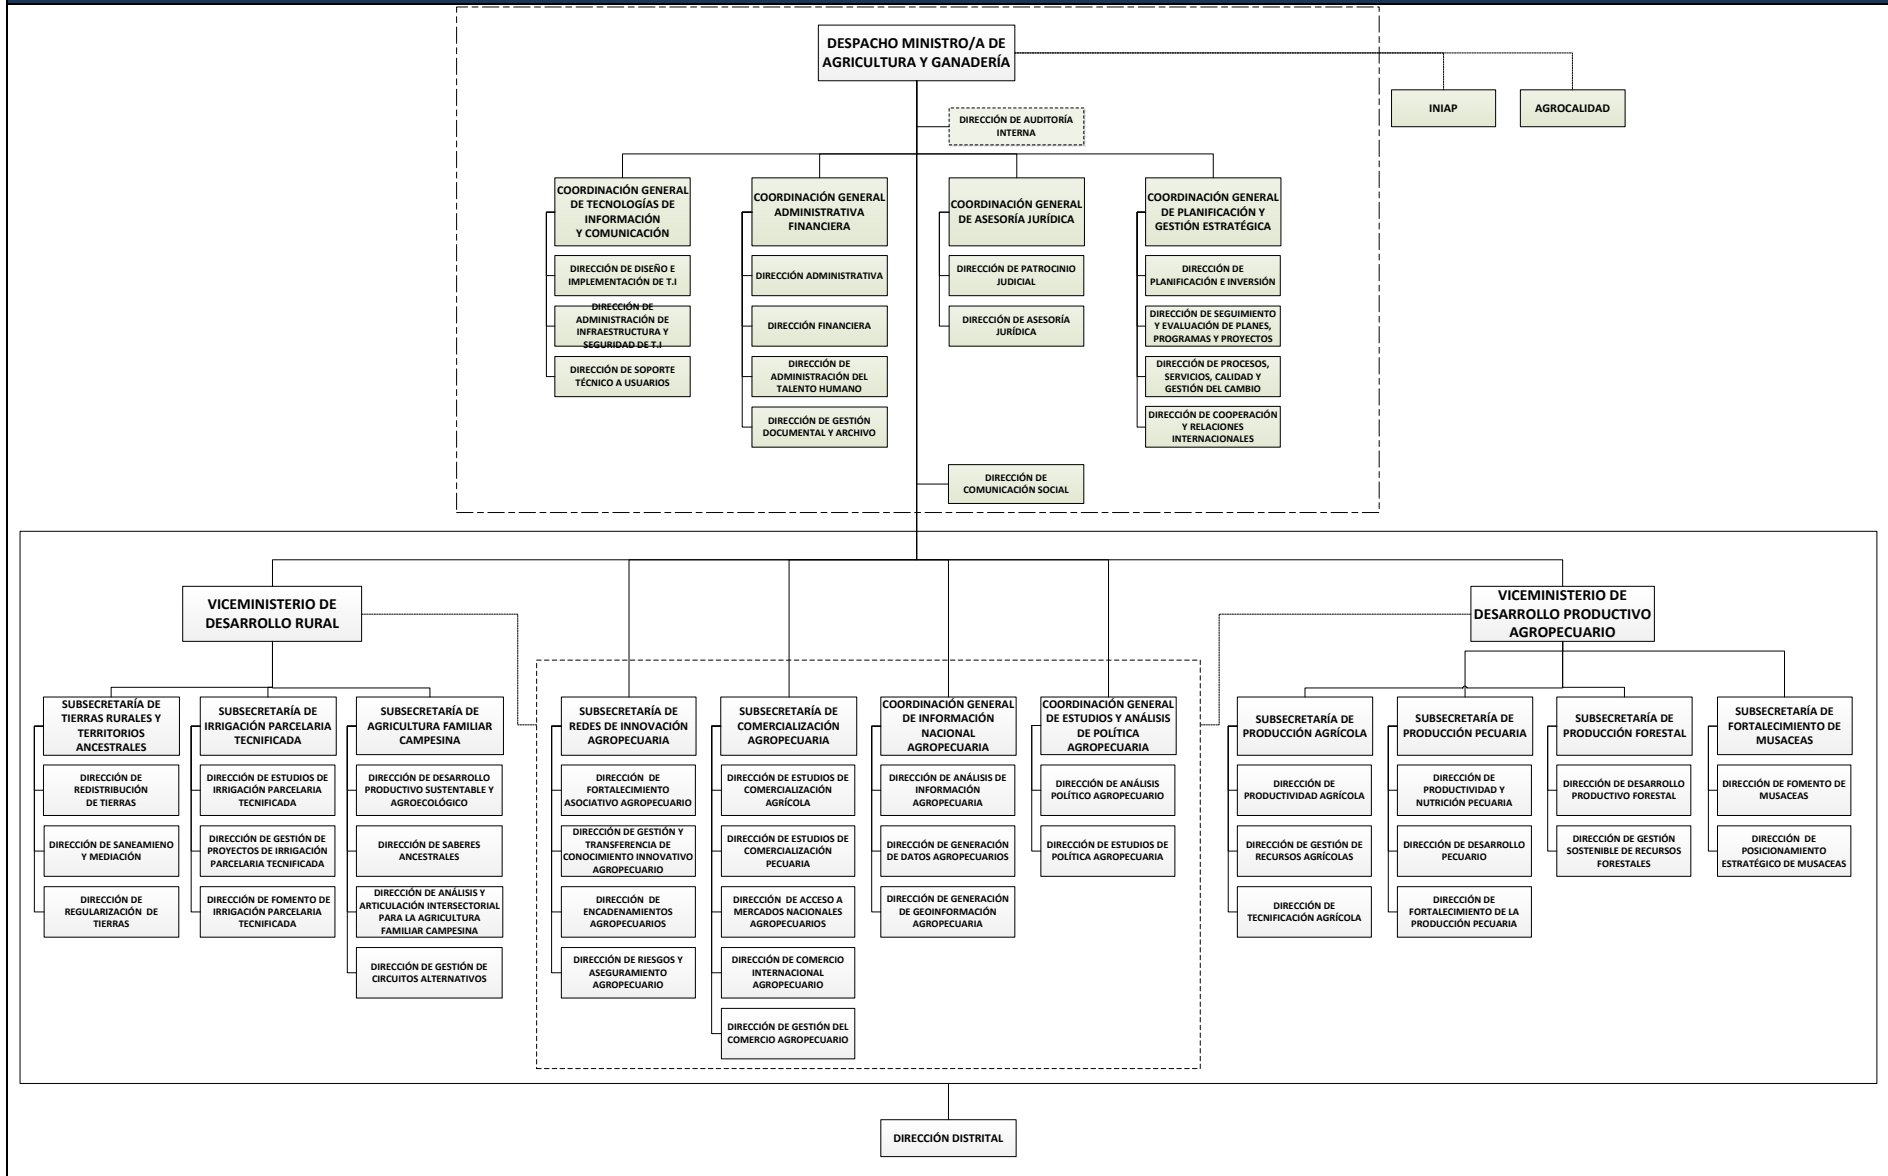 DESPACHO MINISTRO/A DE
AGRICULTURA Y GANADERÍA
INIAP
AGROCALIDAD
DIRECCIÓN DE AUDITORÍA
INTERNA
COORDINACIÓN GENERAL
DE TECNOLOGÍAS DE
INFORMACIÓN
Y COMUNICACIÓN
DIRECCIÓN DE DISEÑO E
IMPLEMENTACIÓN DE T.I
DIRECCIÓN DE
ADMINISTRACIÓN DE
INFRAESTRUCTURA Y
SEGURIDAD DE T.I
DIRECCIÓN DE SOPORTE
TÉCNICO A USUARIOS
COORDINACIÓN GENERAL
ADMINISTRATIVA
FINANCIERA
DIRECCIÓN ADMINISTRATIVA
DIRECCIÓN FINANCIERA
DIRECCIÓN DE
ADMINISTRACIÓN DEL
TALENTO HUMANO
DIRECCIÓN DE GESTIÓN
DOCUMENTAL Y ARCHIVO
COORDINACIÓN GENERAL
DE ASESORÍA JURÍDICA
DIRECCIÓN DE PATROCINIO
JUDICIAL
DIRECCIÓN DE ASESORÍA
JURÍDICA
COORDINACIÓN GENERAL
DE PLANIFICACIÓN Y
GESTIÓN ESTRATÉGICA
DIRECCIÓN DE
PLANIFICACIÓN E INVERSIÓN
DIRECCIÓN DE SEGUIMIENTO
Y EVALUACIÓN DE PLANES,
PROGRAMAS Y PROYECTOS
DIRECCIÓN DE PROCESOS,
SERVICIOS, CALIDAD Y
GESTIÓN DEL CAMBIO
DIRECCIÓN DE COOPERACIÓN
Y RELACIONES
INTERNACIONALES
DIRECCIÓN DE
COMUNICACIÓN SOCIAL
VICEMINISTERIO DE
DESARROLLO RURAL
SUBSECRETARÍA DE
TIERRAS RURALES Y
TERRITORIOS
ANCESTRALES
DIRECCIÓN DE
REDISTRIBUCIÓN
DE TIERRAS
DIRECCIÓN DE SANEAMIENO
Y MEDIACIÓN
DIRECCIÓN DE
REGULARIZACIÓN DE
TIERRAS
SUBSECRETARÍA DE
IRRIGACIÓN PARCELARIA
TECNIFICADA
DIRECCIÓN DE ESTUDIOS DE
IRRIGACIÓN PARCELARIA
TECNIFICADA
DIRECCIÓN DE GESTIÓN DE
PROYECTOS DE IRRIGACIÓN
PARCELARIA TECNIFICADA
DIRECCIÓN DE FOMENTO DE
IRRIGACIÓN PARCELARIA
TECNIFICADA
SUBSECRETARÍA DE
AGRICULTURA FAMILIAR
CAMPESINA
DIRECCIÓN DE DESARROLLO
PRODUCTIVO SUSTENTABLE Y
AGROECOLÓGICO
DIRECCIÓN DE SABERES
ANCESTRALES
DIRECCIÓN DE ANÁLISIS Y
ARTICULACIÓN INTERSECTORIAL
PARA LA AGRICULTURA
FAMILIAR CAMPESINA
DIRECCIÓN DE GESTIÓN DE
CIRCUITOS ALTERNATIVOS
SUBSECRETARÍA DE
REDES DE INNOVACIÓN
AGROPECUARIA
DIRECCIÓN DE
FORTALECIMIENTO
ASOCIATIVO AGROPECUARIO
DIRECCIÓN DE GESTIÓN Y
TRANSFERENCIA DE
CONOCIMIENTO INNOVATIVO
AGROPECUARIO
DIRECCIÓN DE
ENCADENAMIENTOS
AGROPECUARIOS
DIRECCIÓN DE RIESGOS Y
ASEGURAMIENTO
AGROPECUARIO
SUBSECRETARÍA DE
COMERCIALIZACIÓN
AGROPECUARIA
DIRECCIÓN DE ESTUDIOS DE
COMERCIALIZACIÓN
AGRÍCOLA
DIRECCIÓN DE ESTUDIOS DE
COMERCIALIZACIÓN
PECUARIA
DIRECCIÓN DE ACCESO A
MERCADOS NACIONALES
AGROPECUARIOS
DIRECCIÓN DE COMERCIO
INTERNACIONAL
AGROPECUARIO
DIRECCIÓN DE GESTIÓN DEL
COMERCIO AGROPECUARIO
COORDINACIÓN GENERAL
DE INFORMACIÓN
NACIONAL
AGROPECUARIA
DIRECCIÓN DE ANÁLISIS DE
INFORMACIÓN
AGROPECUARIA
DIRECCIÓN DE GENERACIÓN
DE DATOS AGROPECUARIOS
DIRECCIÓN DE GENERACIÓN
DE GEOINFORMACIÓN
AGROPECUARIA
COORDINACIÓN GENERAL
DE ESTUDIOS Y ANÁLISIS
DE POLÍTICA
AGROPECUARIA
DIRECCIÓN DE ANÁLISIS
POLÍTICO AGROPECUARIO
DIRECCIÓN DE ESTUDIOS DE
POLÍTICA AGROPECUARIA
VICEMINISTERIO DE
DESARROLLO PRODUCTIVO
AGROPECUARIO
SUBSECRETARÍA DE
PRODUCCIÓN AGRÍCOLA
DIRECCIÓN DE
PRODUCTIVIDAD AGRÍCOLA
DIRECCIÓN DE GESTIÓN DE
RECURSOS AGRÍCOLAS
DIRECCIÓN DE
TECNIFICACIÓN AGRÍCOLA
SUBSECRETARÍA DE
PRODUCCIÓN PECUARIA
DIRECCIÓN DE
PRODUCTIVIDAD Y
NUTRICIÓN PECUARIA
DIRECCIÓN DE DESARROLLO
PECUARIO
DIRECCIÓN DE
FORTALECIMIENTO DE LA
PRODUCCIÓN PECUARIA
SUBSECRETARÍA DE
PRODUCCIÓN FORESTAL
DIRECCIÓN DE DESARROLLO
PRODUCTIVO FORESTAL
DIRECCIÓN DE GESTIÓN
SOSTENIBLE DE RECURSOS
FORESTALES
SUBSECRETARÍA DE
FORTALECIMIENTO DE
MUSACEAS
DIRECCIÓN DE FOMENTO DE
MUSACEAS
DIRECCIÓN DE
POSICIONAMIENTO
ESTRATÉGICO DE MUSACEAS
DIRECCIÓN DISTRITAL